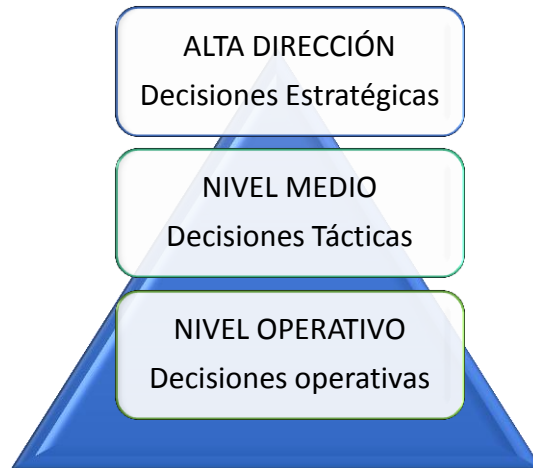 ALTA DIRECCIÓN
Decisiones Estratégicas
NIVEL MEDIO
Decisiones Tácticas
NIVEL OPERATIVO
Decisiones operativas